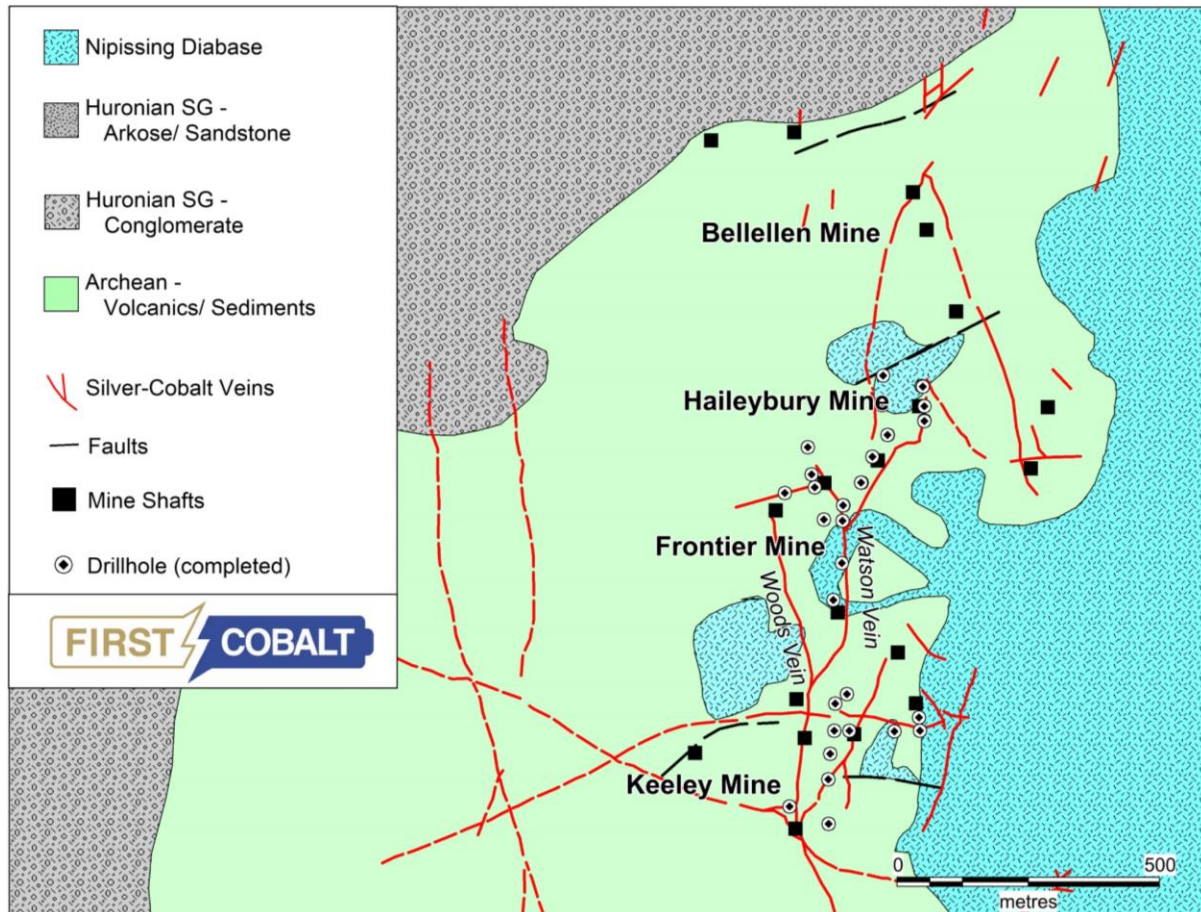 Nipissing Diabase
Huronian SG -
Arkose/ Sandstone
Huronian SG -
Conglomerate
Archean -
Volcanics/ Sediments
Silver-Cobalt Veins
Faults
Mine Shafts
Drillhole (completed)
FIRST COBALT
Bellellen Mine
Haileybury Mine
Frontier Mine
Watson Vein
Woods Vein
Keeley Mine
0 500
metres